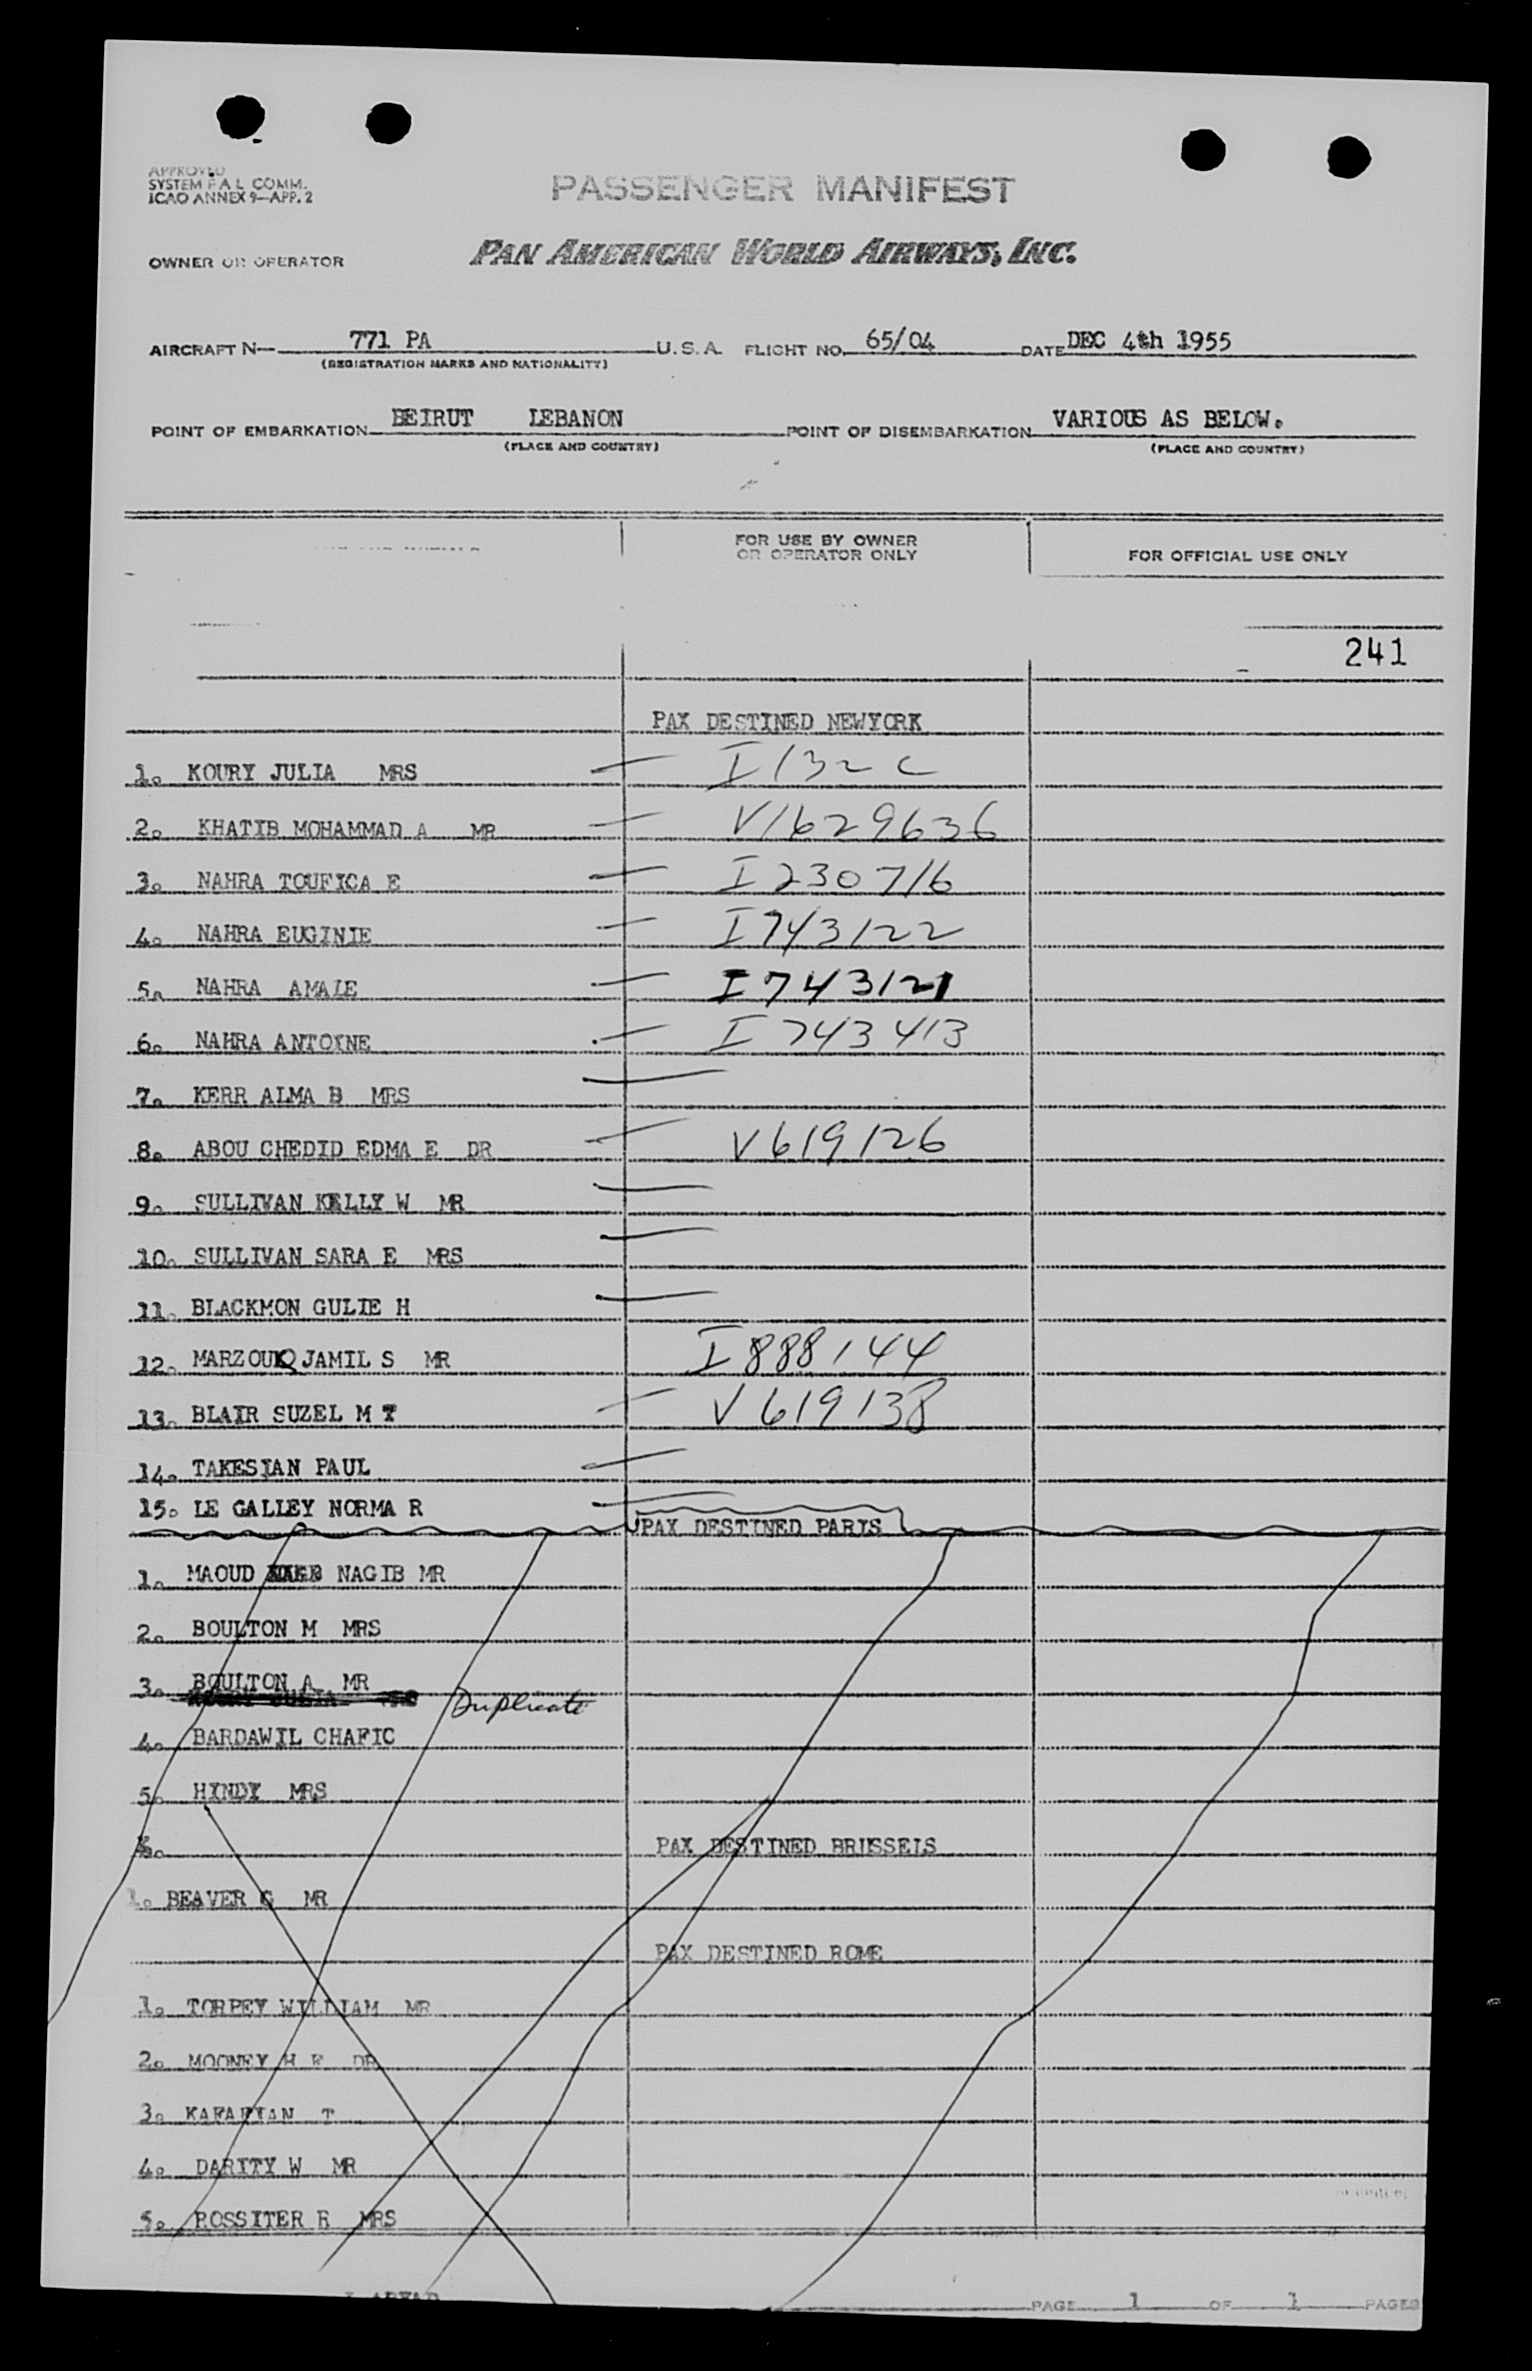 APPROVED
SYSTEM F A L COMM.
ICAO ANNEX 9—APP. 2
PASSENGER MANIFEST
OWNER OR OPERATOR PAN AMERICAN WORLD AIRWAYS, INC.
AIRCRAFT N— 771 PA U.S.A. FLIGHT NO. 65/04 DATE DEC 4th 1955
(REGISTRATION MARKS AND NATIONALITY)
POINT OF EMBARKATION BEIRUT LEBANON POINT OF DISEMBARKATION VARIOUS AS BELOW.
(PLACE AND COUNTRY) (PLACE AND COUNTRY)
FOR USE BY OWNER
OR OPERATOR ONLY
FOR OFFICIAL USE ONLY
241
PAX DESTINED NEWYORK
1. KOURY JULIA MRS — I 132 C
2. KHATIB MOHAMMAD A MR — V1629636
3. NAHRA TOUFICA E — I 230716
4. NAHRA EUGINIE — I743122
5. NAHRA AMALE — I743121
6. NAHRA ANTOINE — I 743413
7. KERR ALMA B MRS —
8. ABOU CHEDID EDMA E DR — V619126
9. SULLIVAN KELLY W MR —
10. SULLIVAN SARA E MRS —
11. BLACKMON GULIE H —
12. MARZOUK JAMIL S MR I888144
13. BLAIR SUZEL M T — V619138
14. TAKESIAN PAUL —
15. LE GALLEY NORMA R —
PAX DESTINED PARIS
1. MAOUD NAGIB MR
2. BOULTON M MRS
3. BOULTON A MR
Duplicate
4. BARDAWIL CHAFIC
5. HINDY MRS
PAX DESTINED BRUSSELS
1. BEAVER G MR
PAX DESTINED ROME
1. TORPEY WILLIAM MR
2. MOONEY H E DR
3. KAFAFIAN T
4. DARITY W MR
5. ROSSITER R MRS
PAGE 1 OF 1 PAGES